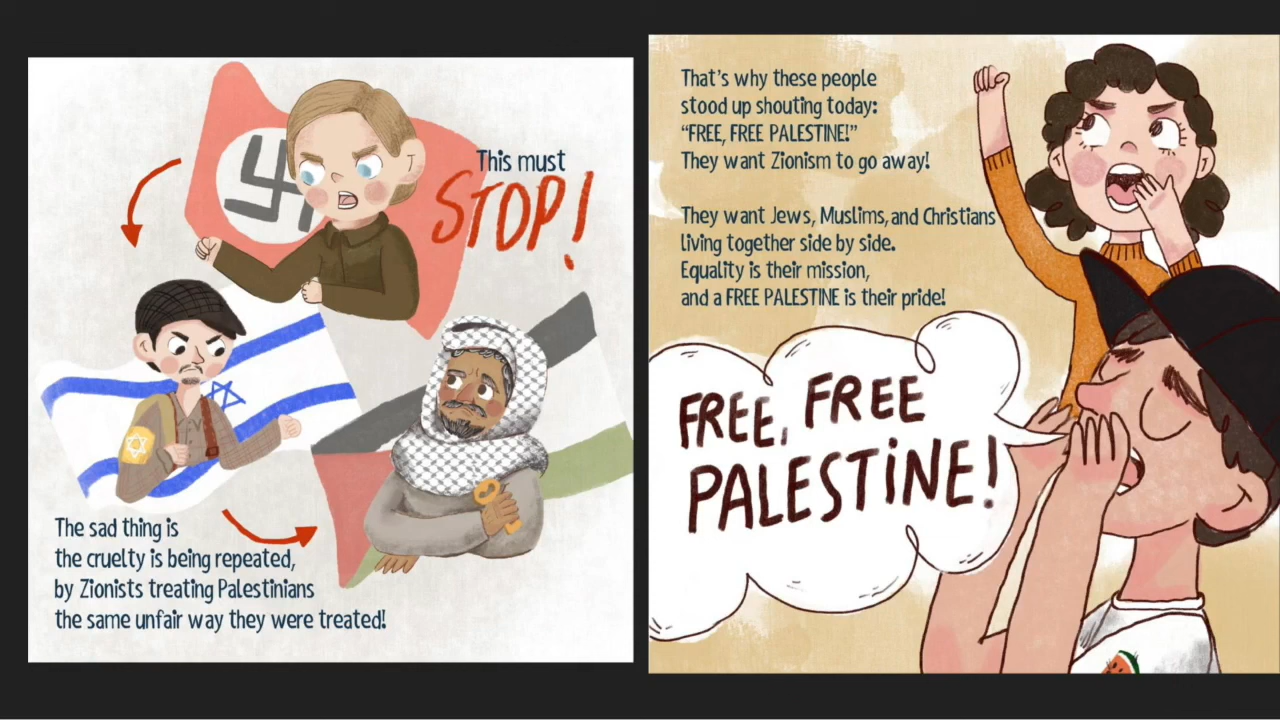 This must
STOP!
The sad thing is
the cruelty is being repeated,
by Zionists treating Palestinians
the same unfair way they were treated!
That's why these people
stood up shouting today:
"FREE, FREE PALESTINE!"
They want Zionism to go away!
They want Jews, Muslims, and Christians
living together side by side.
Equality is their mission,
and a FREE PALESTINE is their pride!
FREE, FREE
PALESTINE!